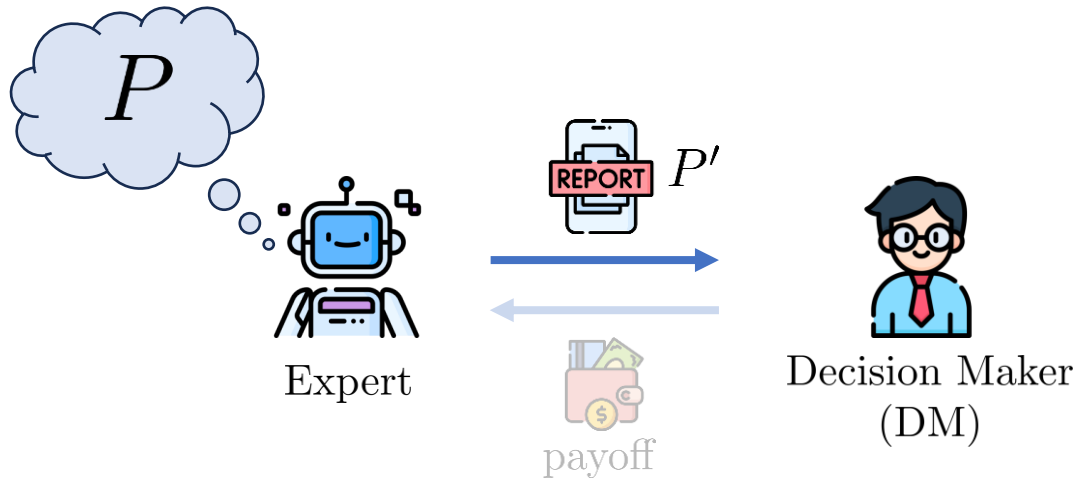 P
REPORT
P′
Expert
Decision Maker
(DM)
payoff